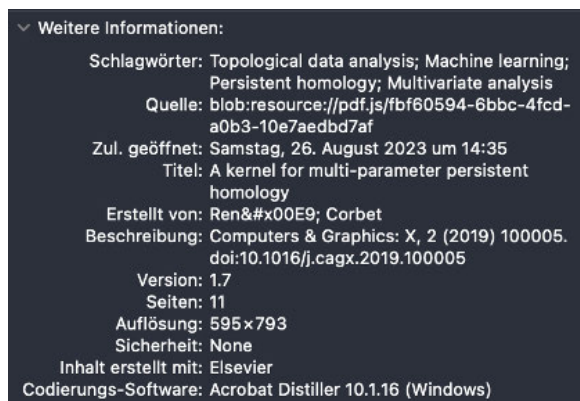 Weitere Informationen:
Schlagwörter: Topological data analysis; Machine learning;
Persistent homology; Multivariate analysis
Quelle: blob:resource://pdf.js/fbf60594-6bbc-4fcd-
a0b3-10e7aedbd7af
Zul. geöffnet: Samstag, 26. August 2023 um 14:35
Titel: A kernel for multi-parameter persistent
homology
Erstellt von: Ren&#x00E9; Corbet
Beschreibung: Computers & Graphics: X, 2 (2019) 100005.
doi:10.1016/j.cagx.2019.100005
Version: 1.7
Seiten: 11
Auflösung: 595×793
Sicherheit: None
Inhalt erstellt mit: Elsevier
Codierungs-Software: Acrobat Distiller 10.1.16 (Windows)